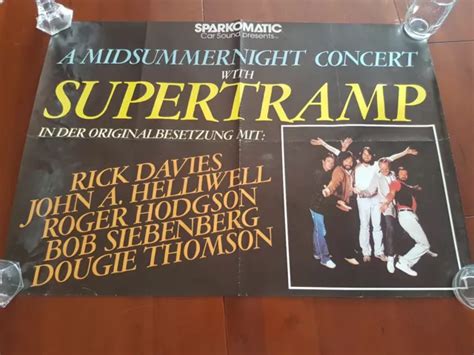 SPARKOMATIC
Car Sound presents...
A MIDSUMMERNIGHT CONCERT
WITH
SUPERTRAMP
IN DER ORIGINALBESETZUNG MIT:
RICK DAVIES
JOHN A. HELLIWELL
ROGER HODGSON
BOB SIEBENBERG
DOUGIE THOMSON